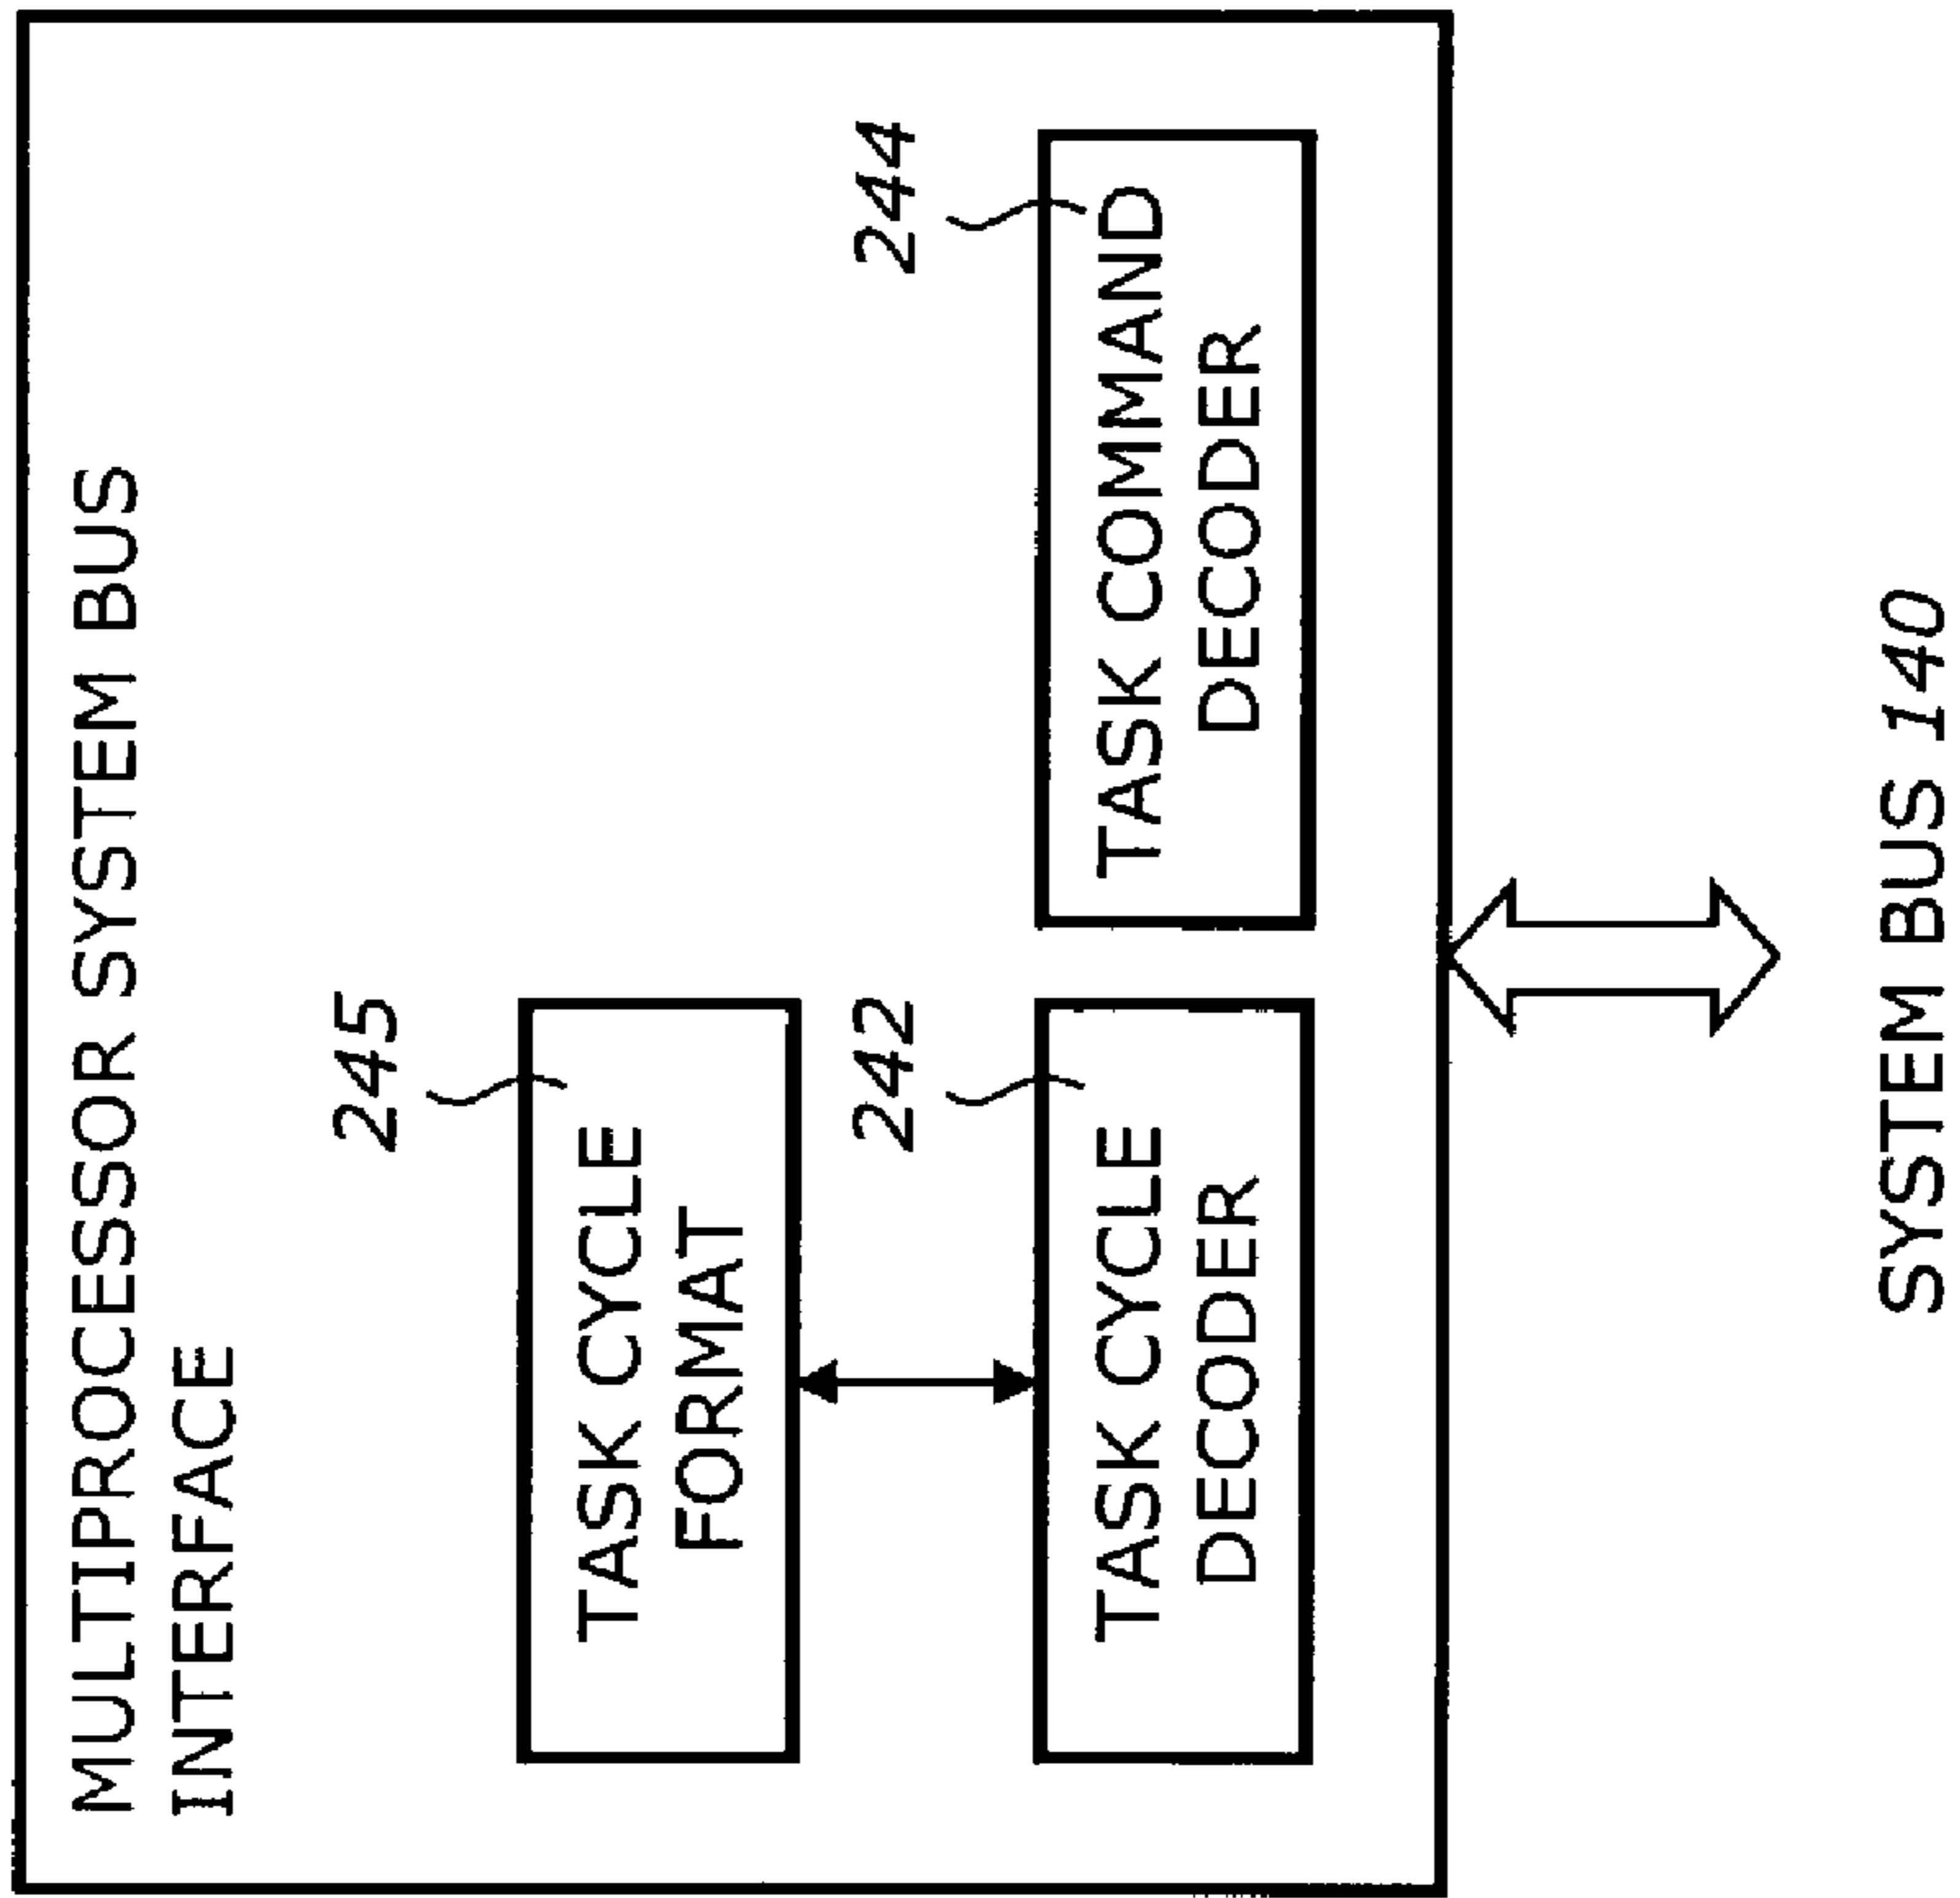 MULTIPROCESSOR SYSTEM BUS
INTERFACE
245
TASK CYCLE
FORMAT
242
TASK CYCLE
DECODER
244
TASK COMMAND
DECODER
SYSTEM BUS 140